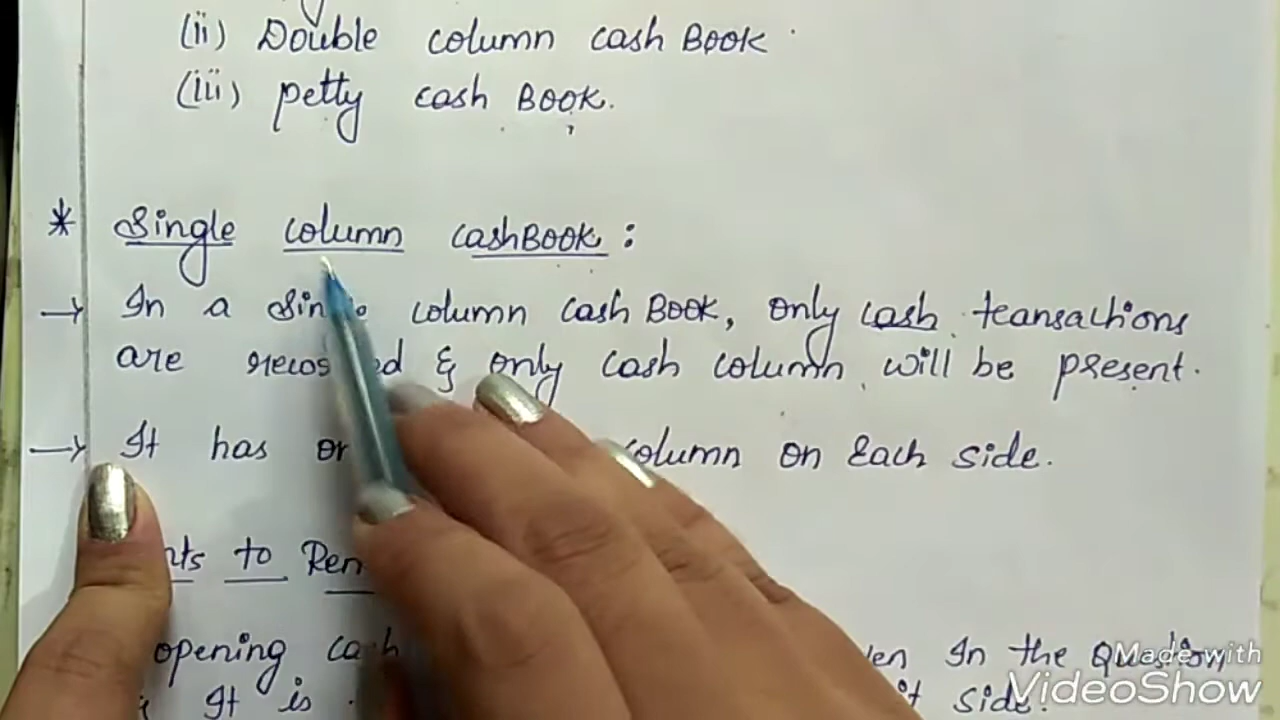 (ii) Double column cash Book
(iii) petty cash Book.
* Single column cashBook :
→ In a column cash Book, only cash transactions
are & only cash column will be present.
→ It has column on Each side.
to
opening In the Question
It is side.
Made with
VideoShow